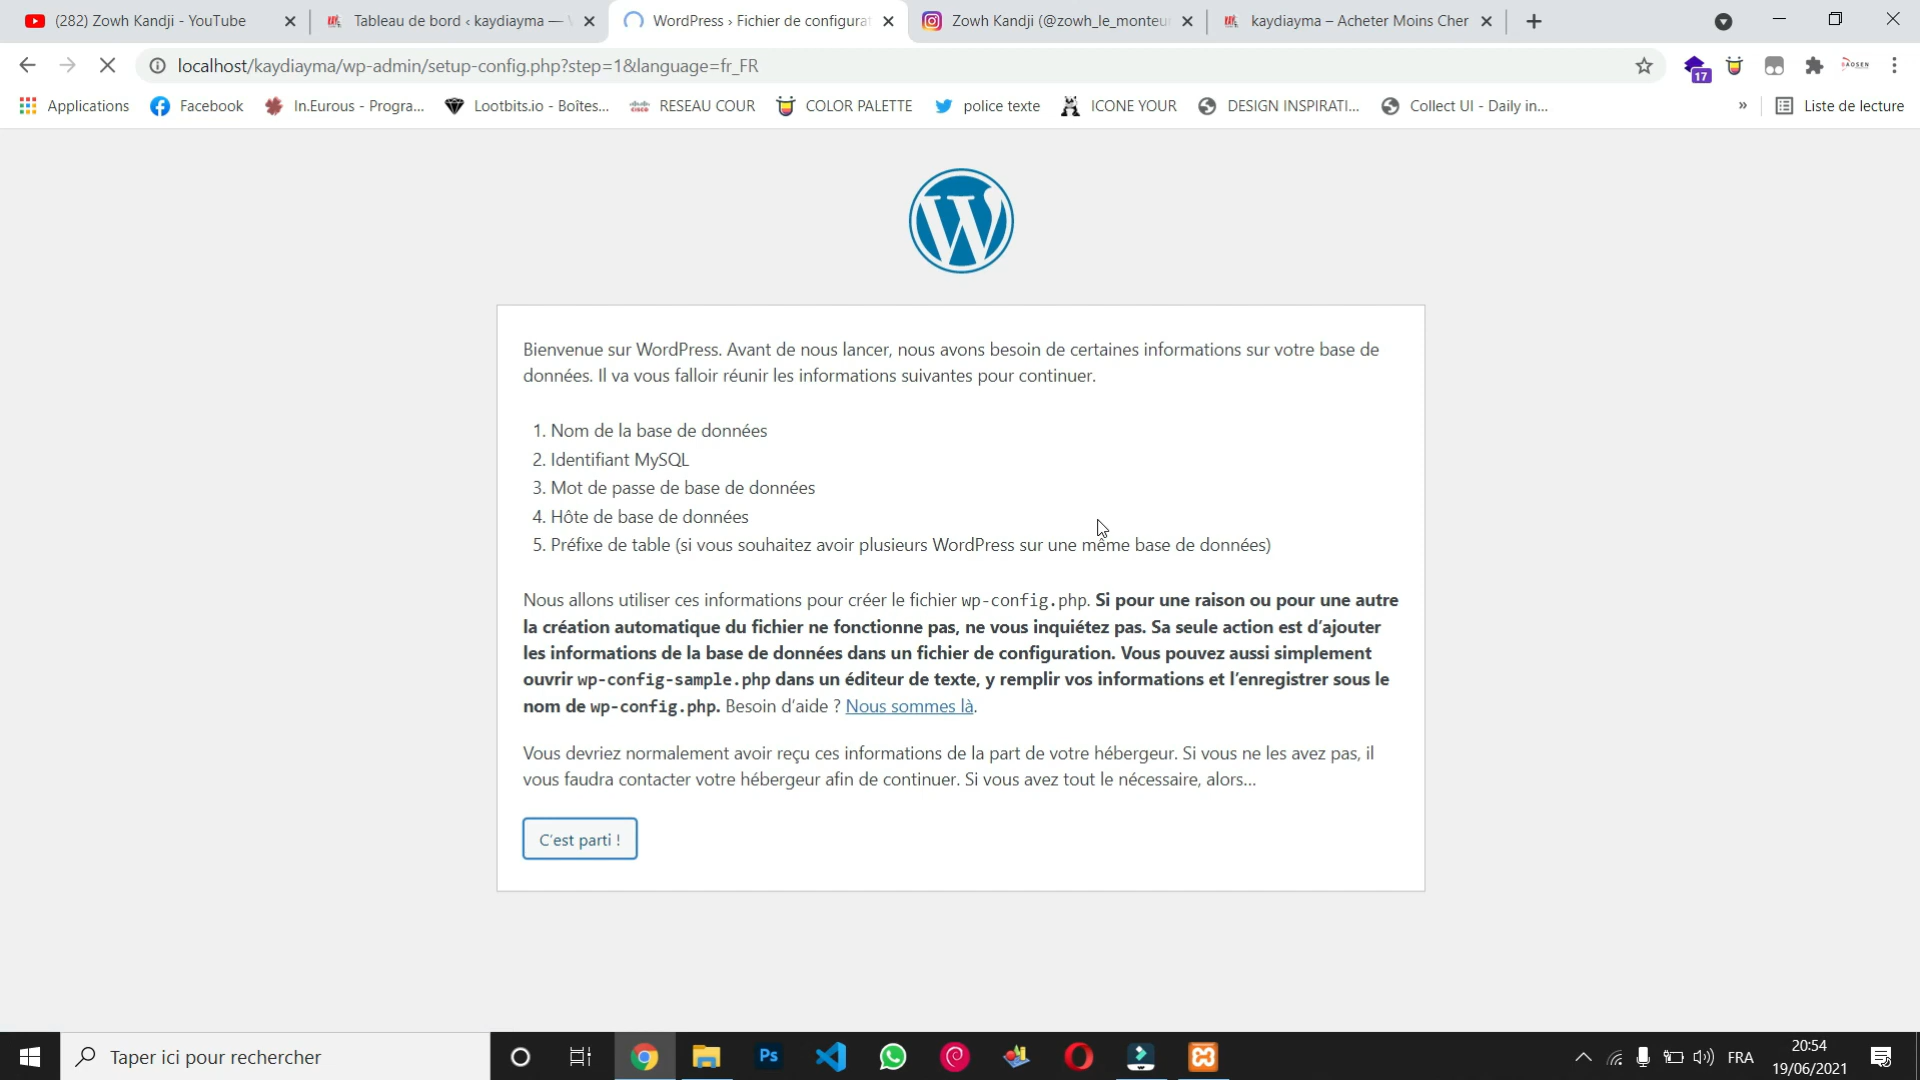 (282) Zowh Kandji - YouTube
Tableau de bord ‹ kaydiayma —
WordPress › Fichier de configurat
Zowh Kandji (@zowh_le_monteur
kaydiayma – Acheter Moins Cher
localhost/kaydiayma/wp-admin/setup-config.php?step=1&language=fr_FR
17
Applications
Facebook
In.Eurous - Progra...
Lootbits.io - Boîtes...
RESEAU COUR
COLOR PALETTE
police texte
ICONE YOUR
DESIGN INSPIRATI...
Collect UI - Daily in...
»
Liste de lecture
Bienvenue sur WordPress. Avant de nous lancer, nous avons besoin de certaines informations sur votre base de
données. Il va vous falloir réunir les informations suivantes pour continuer.
1. Nom de la base de données
2. Identifiant MySQL
3. Mot de passe de base de données
4. Hôte de base de données
5. Préfixe de table (si vous souhaitez avoir plusieurs WordPress sur une même base de données)
Nous allons utiliser ces informations pour créer le fichier wp-config.php. Si pour une raison ou pour une autre
la création automatique du fichier ne fonctionne pas, ne vous inquiétez pas. Sa seule action est d’ajouter
les informations de la base de données dans un fichier de configuration. Vous pouvez aussi simplement
ouvrir wp-config-sample.php dans un éditeur de texte, y remplir vos informations et l’enregistrer sous le
nom de wp-config.php. Besoin d’aide ? Nous sommes là.
Vous devriez normalement avoir reçu ces informations de la part de votre hébergeur. Si vous ne les avez pas, il
vous faudra contacter votre hébergeur afin de continuer. Si vous avez tout le nécessaire, alors...
C’est parti !
Taper ici pour rechercher
Ps
FRA
20:54
19/06/2021